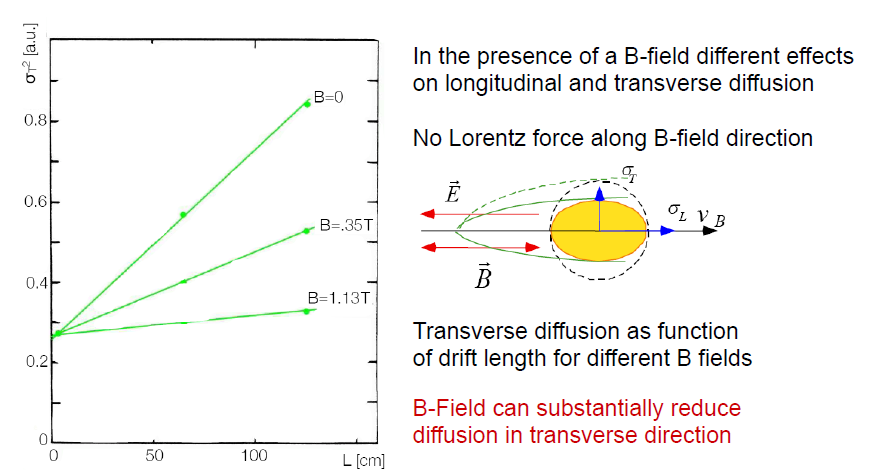 σT² [a.u.]
0.8
0.6
0.4
0.2
0
0
50
100
L [cm]
B=0
B=.35T
B=1.13T
In the presence of a B-field different effects
on longitudinal and transverse diffusion
No Lorentz force along B-field direction
E⃗
B⃗
σT
σL v B
Transverse diffusion as function
of drift length for different B fields
B-Field can substantially reduce
diffusion in transverse direction